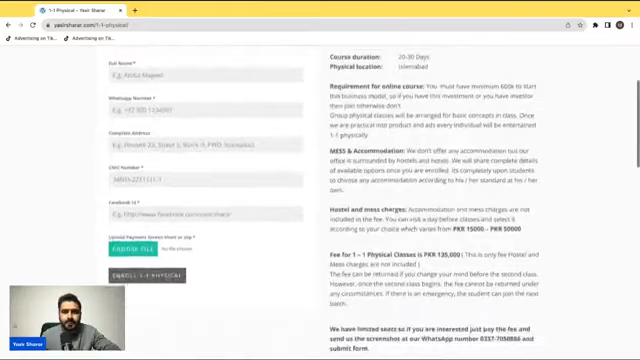 1-1 Physical – Yasir Sharar
yasirsharar.com/1-1-physical/
Advertising on Tik...
Advertising on Tik...
Full Name*
E.g. Abdul Majeed
Whatsapp Number *
E.g. +92 300 1234567
Complete Address
CNIC Number *
Facebook Id *
Upload Payment Screen Short or slip *
CHOOSE FILE
No file chosen
ENROLL 1-1 PHYSICAL
Course duration: 20-30 Days
Physical location: Islamabad
Requirement for online course: You must have minimum 600k to start
this business model, so if you have this investment or you have investor
then join otherwise don't
Group physical classes will be arranged for basic concepts in class. Once
we are practical into product and ads every individual will be entertained
1-1 physically
MESS & Accommodation: We don't offer any accommodation but our
office is surrounded by hostels and hotels. We will share complete details
of available options once you are enrolled. Its completely upon students
to choose any accommodation according to his / her standard at his / her
own.
Hostel and mess charges: Accommodation and mess charges are not
included in the fee. You can visit a day before classes and select it
according to your choice which varies from PKR 15000 – PKR 50000
Fee for 1 – 1 Physical Classes is PKR 135,000 ( This is only fee Hostel and
Mess charges are not included )
The fee can be returned if you change your mind before the second class.
However, once the second class begins, the fee cannot be returned under
any circumstances. If there is an emergency, the student can join the next
batch.
We have limited seats so if you are interested just pay the fee and
send us the screenshot at our WhatsApp number 0337-7050886 and
submit form.
Yasir Sharar